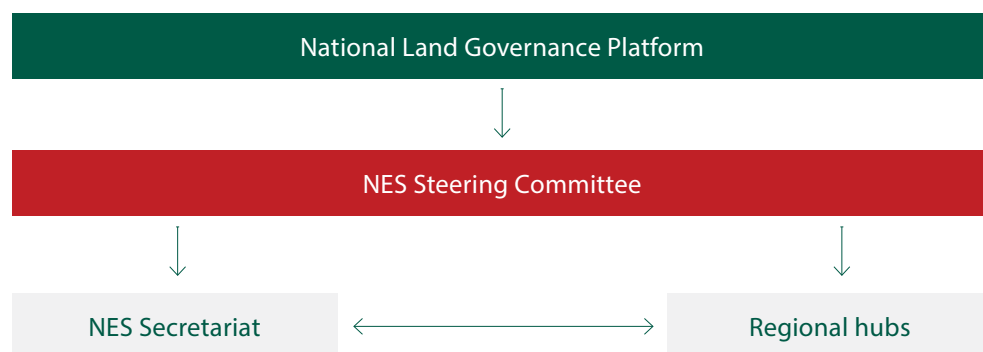 National Land Governance Platform
NES Steering Committee
NES Secretariat
Regional hubs